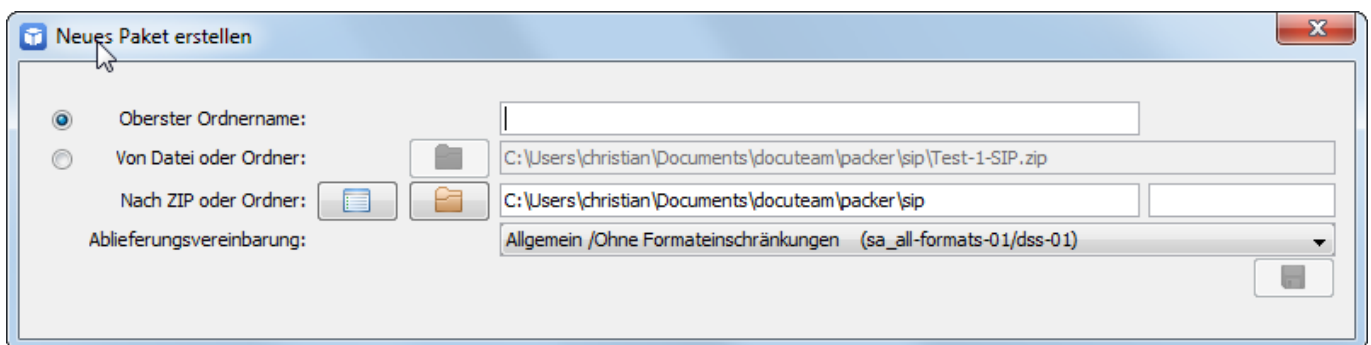 Neues Paket erstellen
Oberster Ordnername:
Von Datei oder Ordner: C:\Users\christian\Documents\docuteam\packer\sip\Test-1-SIP.zip
Nach ZIP oder Ordner: C:\Users\christian\Documents\docuteam\packer\sip
Ablieferungsvereinbarung: Allgemein /Ohne Formateinschränkungen (sa_all-formats-01/dss-01)